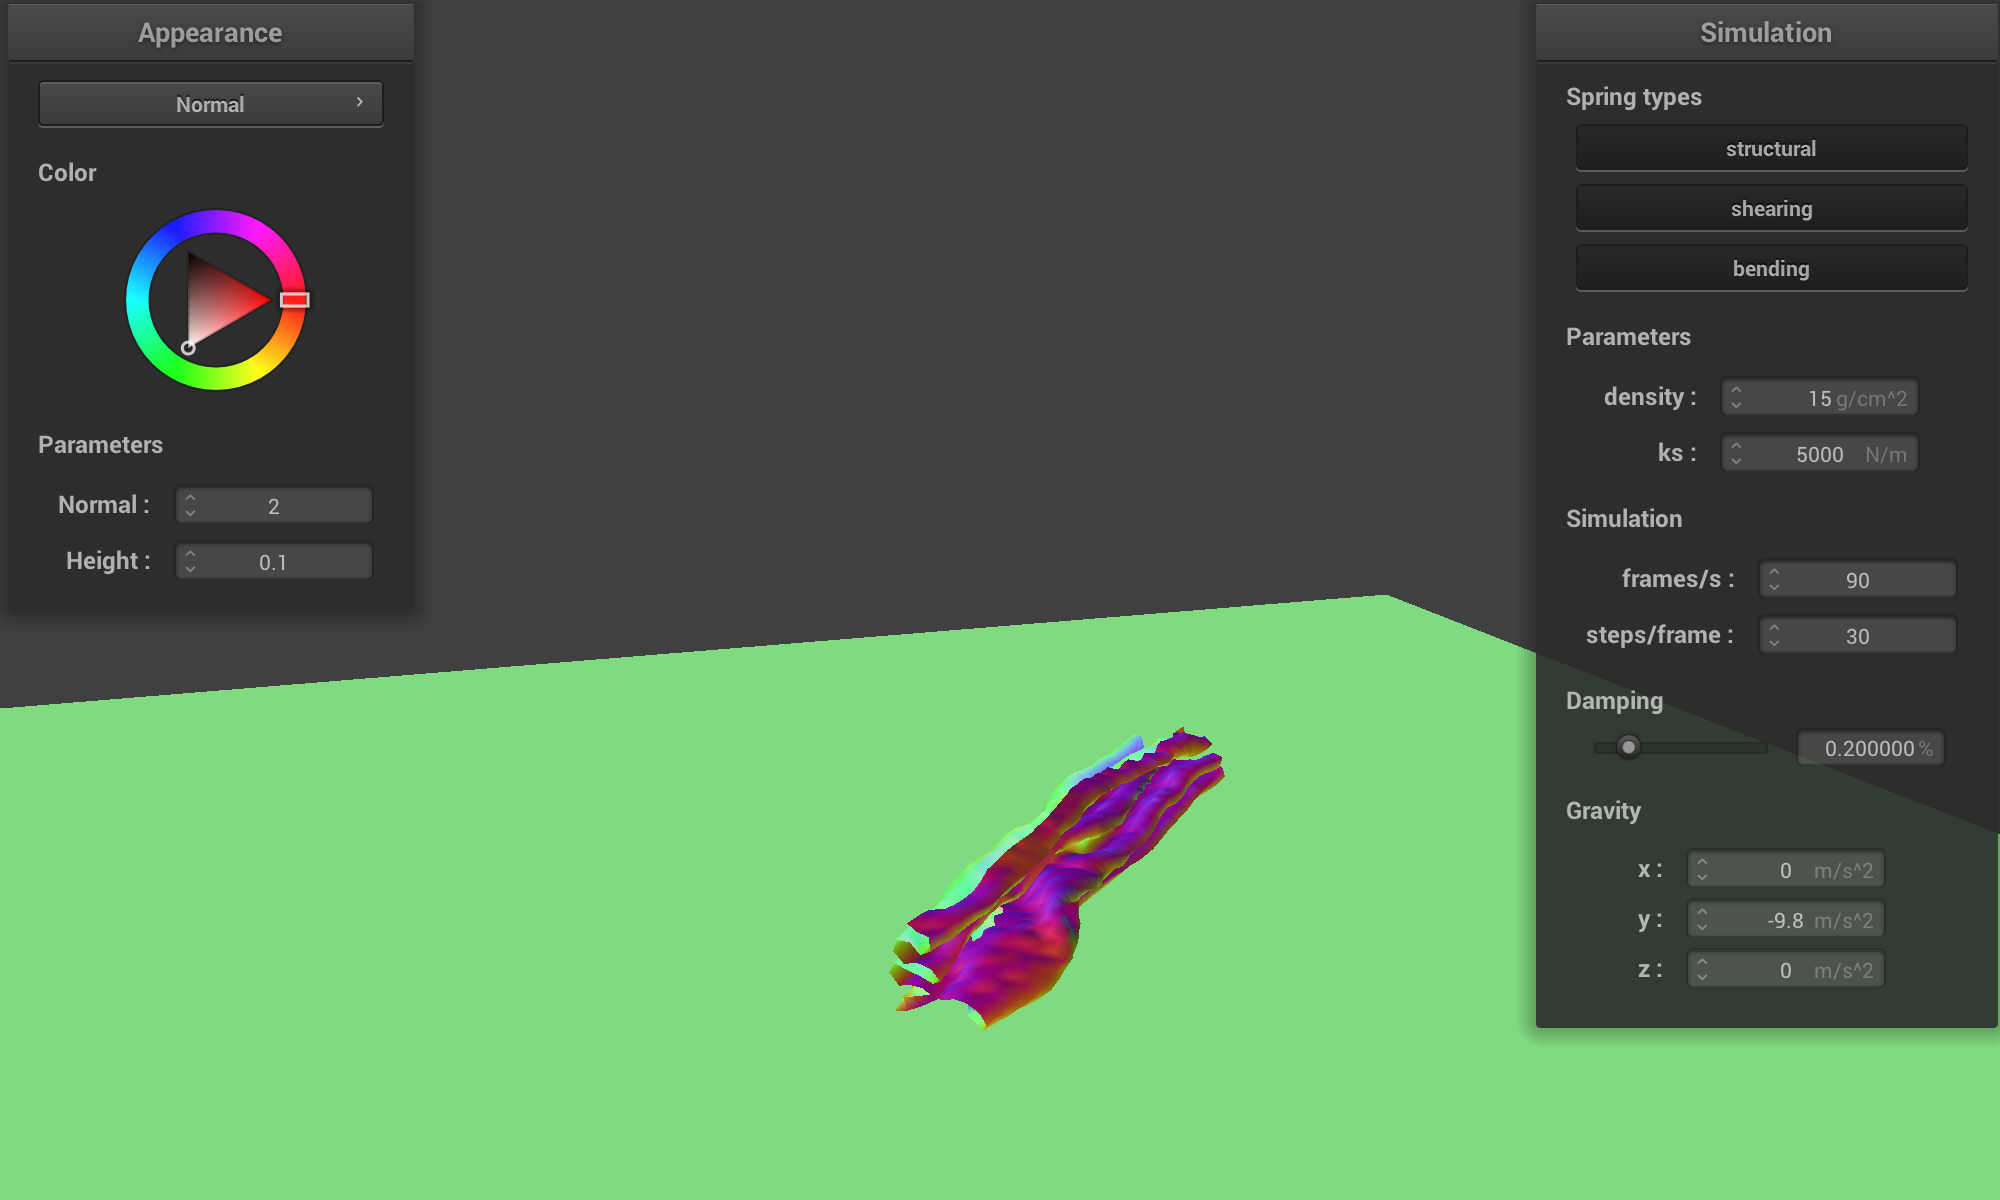 Appearance
Normal
Color
Parameters
Normal : 2
Height : 0.1
Simulation
Spring types
structural
shearing
bending
Parameters
density : 15 g/cm^2
ks : 5000 N/m
Simulation
frames/s : 90
steps/frame : 30
Damping
0.200000 %
Gravity
x : 0 m/s^2
y : -9.8 m/s^2
z : 0 m/s^2